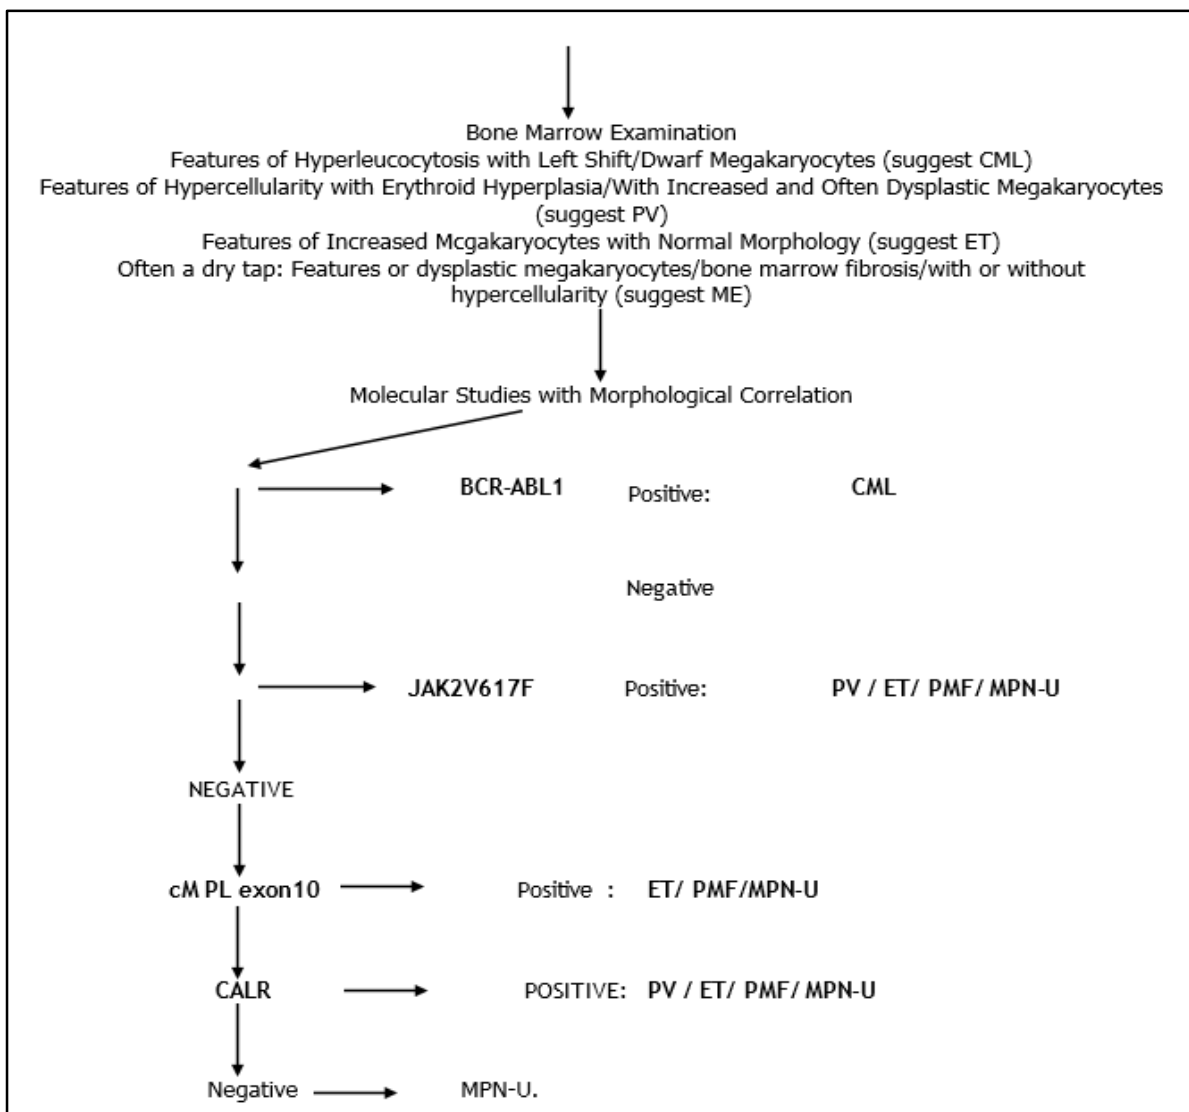 Bone Marrow Examination
Features of Hyperleucocytosis with Left Shift/Dwarf Megakaryocytes (suggest CML)
Features of Hypercellularity with Erythroid Hyperplasia/With Increased and Often Dysplastic Megakaryocytes
(suggest PV)
Features of Increased Mcgakaryocytes with Normal Morphology (suggest ET)
Often a dry tap: Features or dysplastic megakaryocytes/bone marrow fibrosis/with or without
hypercellularity (suggest ME)
Molecular Studies with Morphological Correlation
BCR-ABL1 Positive: CML
Negative
JAK2V617F Positive: PV / ET/ PMF/ MPN-U
NEGATIVE
cM PL exon10 Positive : ET/ PMF/MPN-U
CALR POSITIVE: PV / ET/ PMF/ MPN-U
Negative MPN-U.